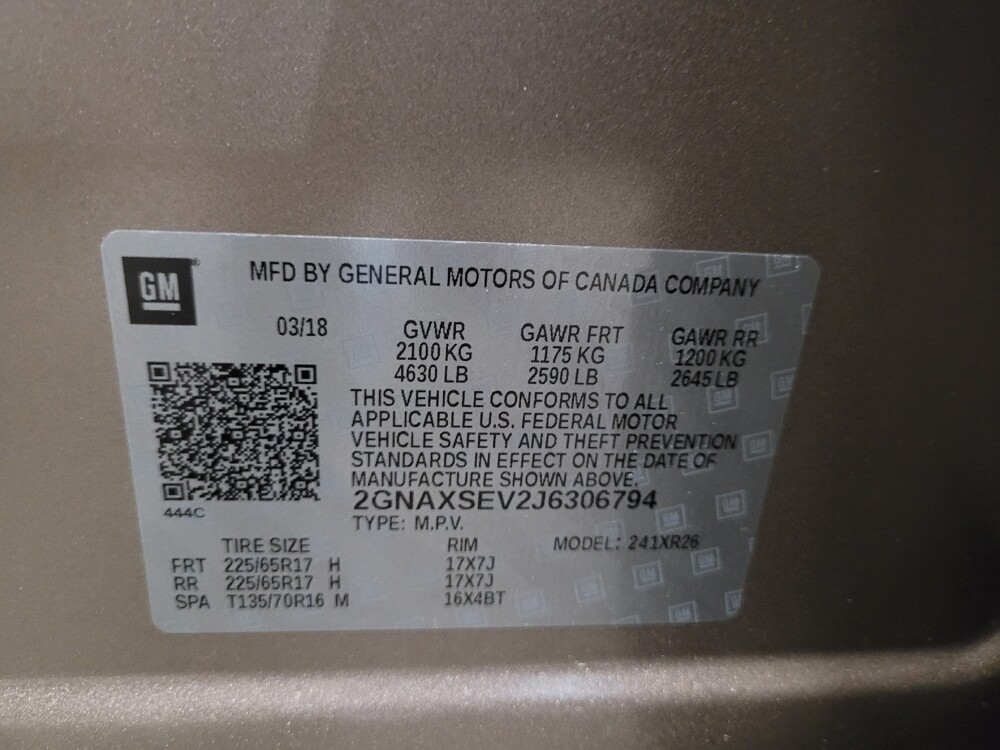 GM
MFD BY GENERAL MOTORS OF CANADA COMPANY
03/18 GVWR GAWR FRT GAWR RR
2100 KG 1175 KG 1200 KG
4630 LB 2590 LB 2645 LB
THIS VEHICLE CONFORMS TO ALL
APPLICABLE U.S. FEDERAL MOTOR
VEHICLE SAFETY AND THEFT PREVENTION
STANDARDS IN EFFECT ON THE DATE OF
MANUFACTURE SHOWN ABOVE.
2GNAXSEV2J6306794
444C
TYPE: M.P.V.
TIRE SIZE RIM MODEL: 241XR26
FRT 225/65R17 H 17X7J
RR 225/65R17 H 17X7J
SPA T135/70R16 M 16X4BT